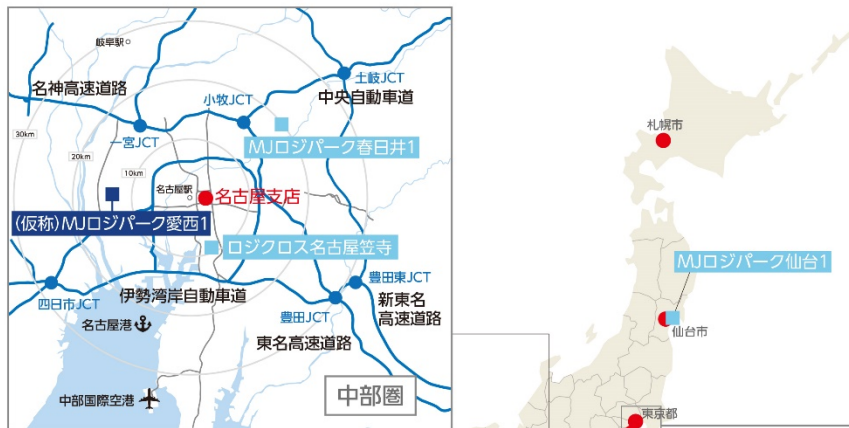 岐阜駅
名神高速道路
土岐JCT
小牧JCT
中央自動車道
30km
一宮JCT
MJロジパーク春日井1
20km
10km
名古屋駅
名古屋支店
(仮称)MJロジパーク愛西1
ロジクロス名古屋笠寺
豊田東JCT
四日市JCT
伊勢湾岸自動車道
新東名
高速道路
豊田JCT
名古屋港
東名高速道路
中部国際空港
中部圏
札幌市
MJロジパーク仙台1
仙台市
東京都